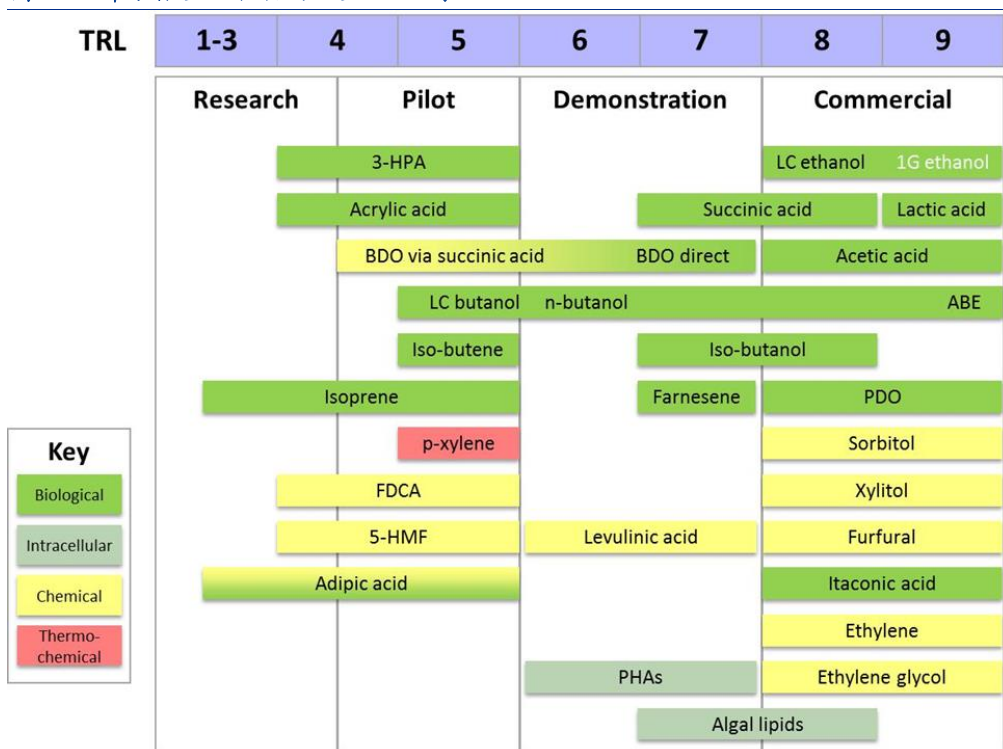 TRL 1-3 4 5 6 7 8 9
Research Pilot Demonstration Commercial
3-HPA LC ethanol 1G ethanol
Acrylic acid Succinic acid Lactic acid
BDO via succinic acid BDO direct Acetic acid
LC butanol n-butanol ABE
Iso-butene Iso-butanol
Isoprene Farnesene PDO
p-xylene Sorbitol
FDCA Xylitol
5-HMF Levulinic acid Furfural
Adipic acid Itaconic acid
Ethylene
PHAs Ethylene glycol
Algal lipids
Key
Biological
Intracellular
Chemical
Thermo-
chemical